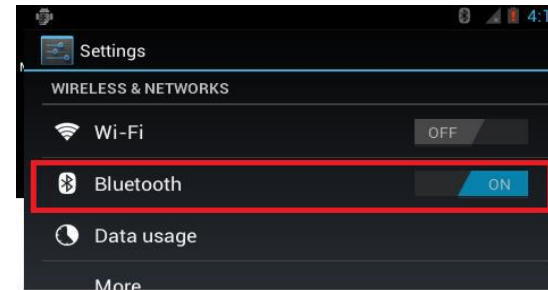 4:1
Settings
WIRELESS & NETWORKS
Wi-Fi OFF
Bluetooth ON
Data usage
More